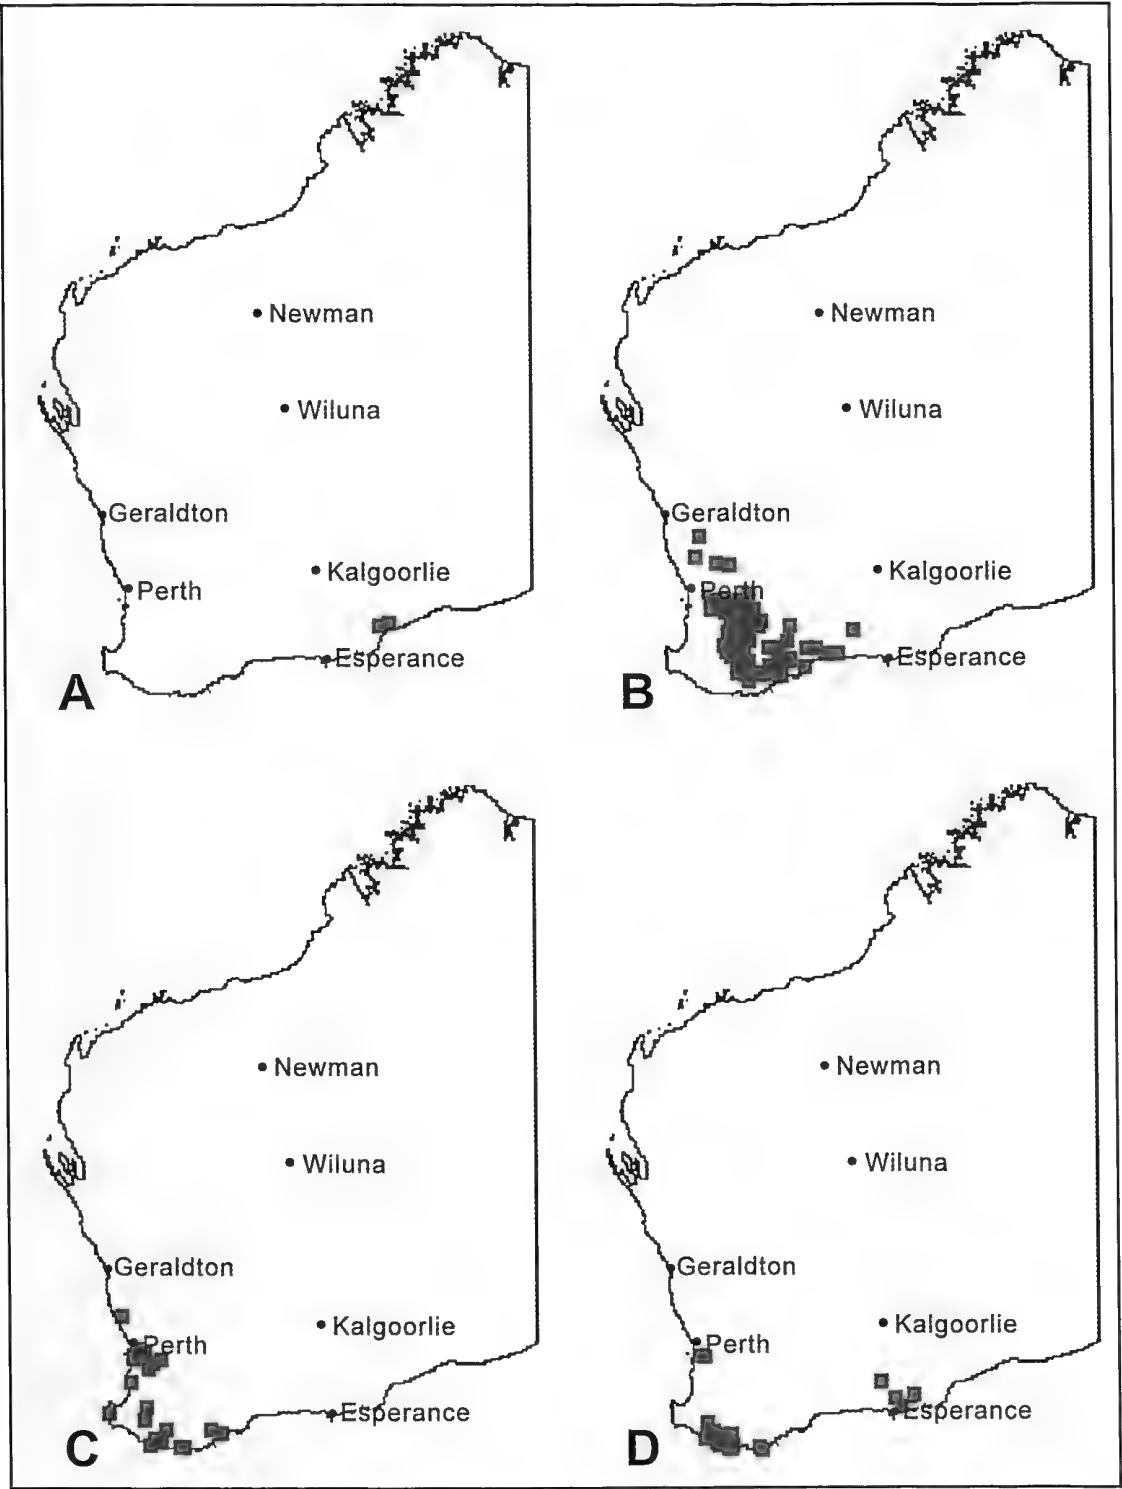 Newman
Wiluna
Geraldton
Kalgoorlie
Perth
Esperance
A
Newman
Wiluna
Geraldton
Kalgoorlie
Perth
Esperance
B
Newman
Wiluna
Geraldton
Kalgoorlie
Perth
Esperance
C
Newman
Wiluna
Geraldton
Kalgoorlie
Perth
Esperance
D